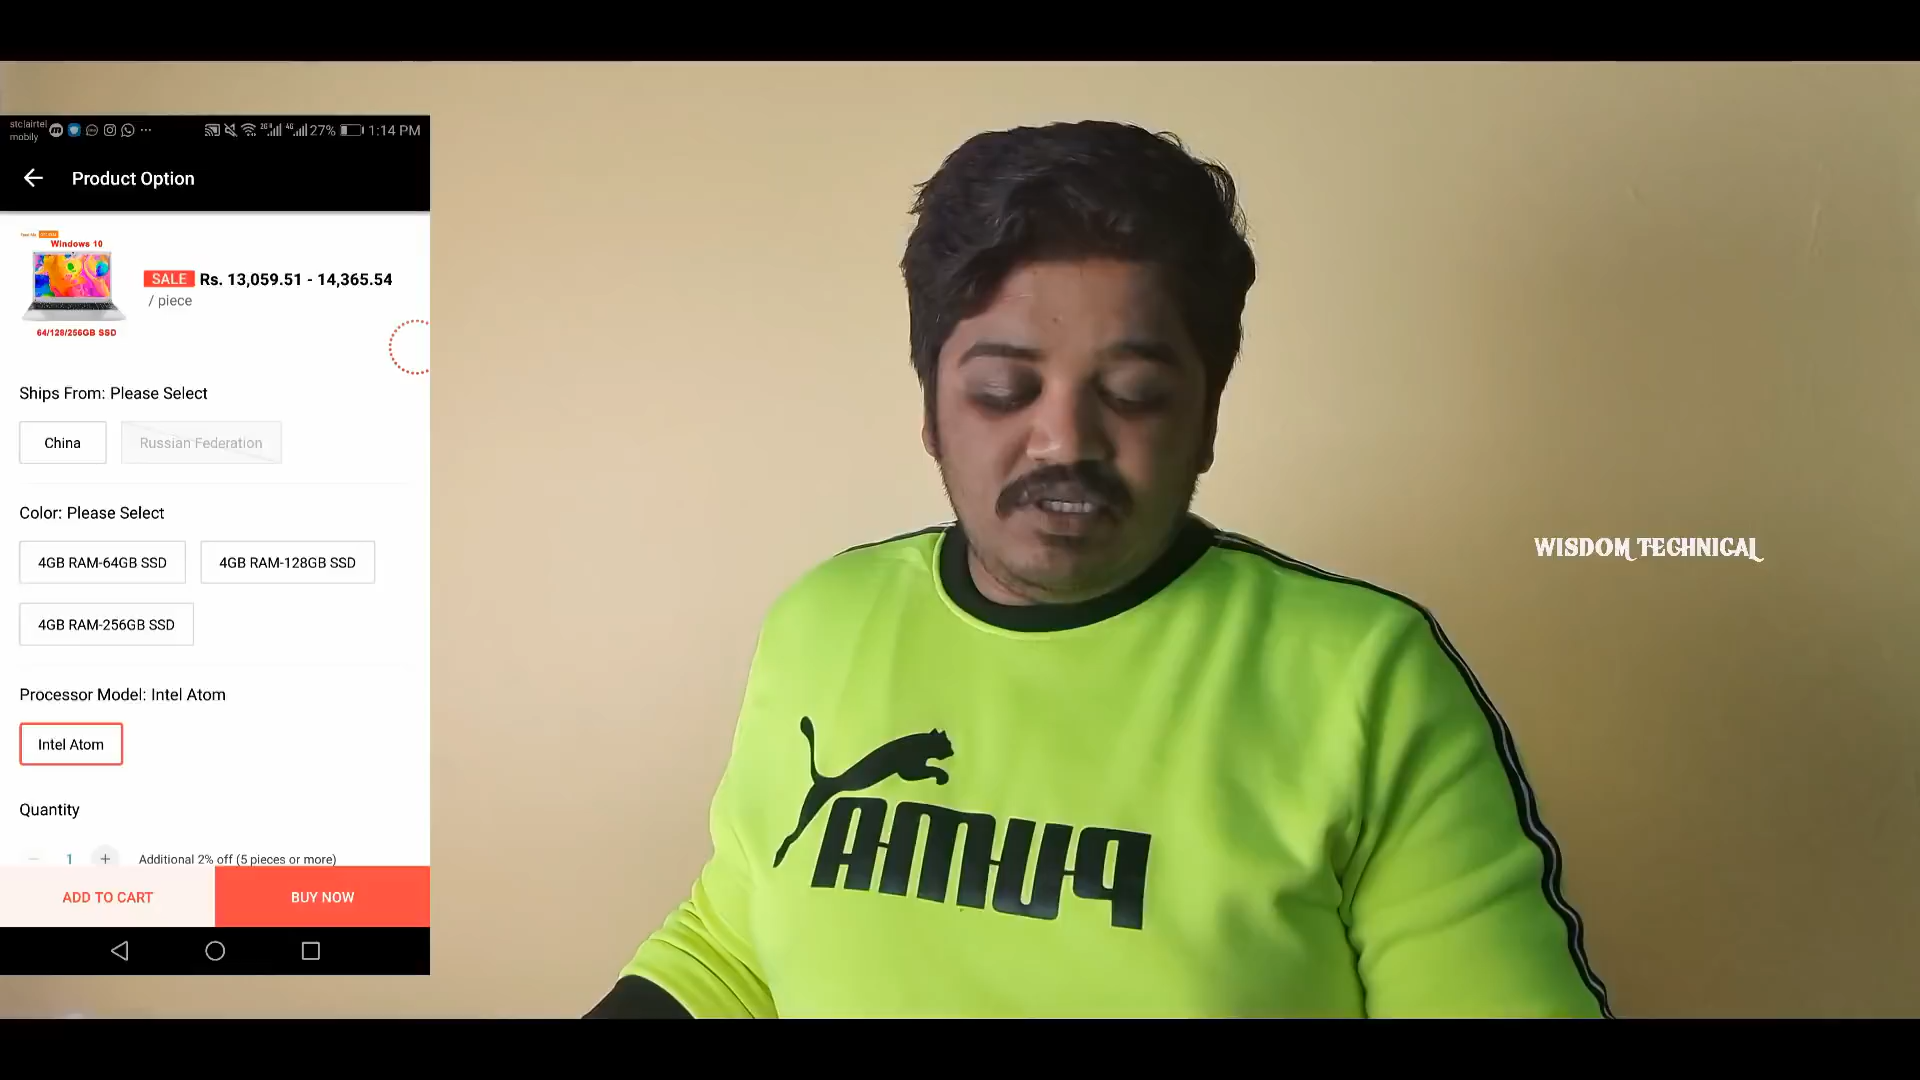 stc|airtel
mobily
27%
1:14 PM
Product Option
Windows 10
64/128/256GB SSD
SALE Rs. 13,059.51 - 14,365.54
/ piece
Ships From: Please Select
China
Russian Federation
Color: Please Select
4GB RAM-64GB SSD
4GB RAM-128GB SSD
4GB RAM-256GB SSD
Processor Model: Intel Atom
Intel Atom
Quantity
1
Additional 2% off (5 pieces or more)
ADD TO CART
BUY NOW
PUMA
WISDOM TECHNICAL